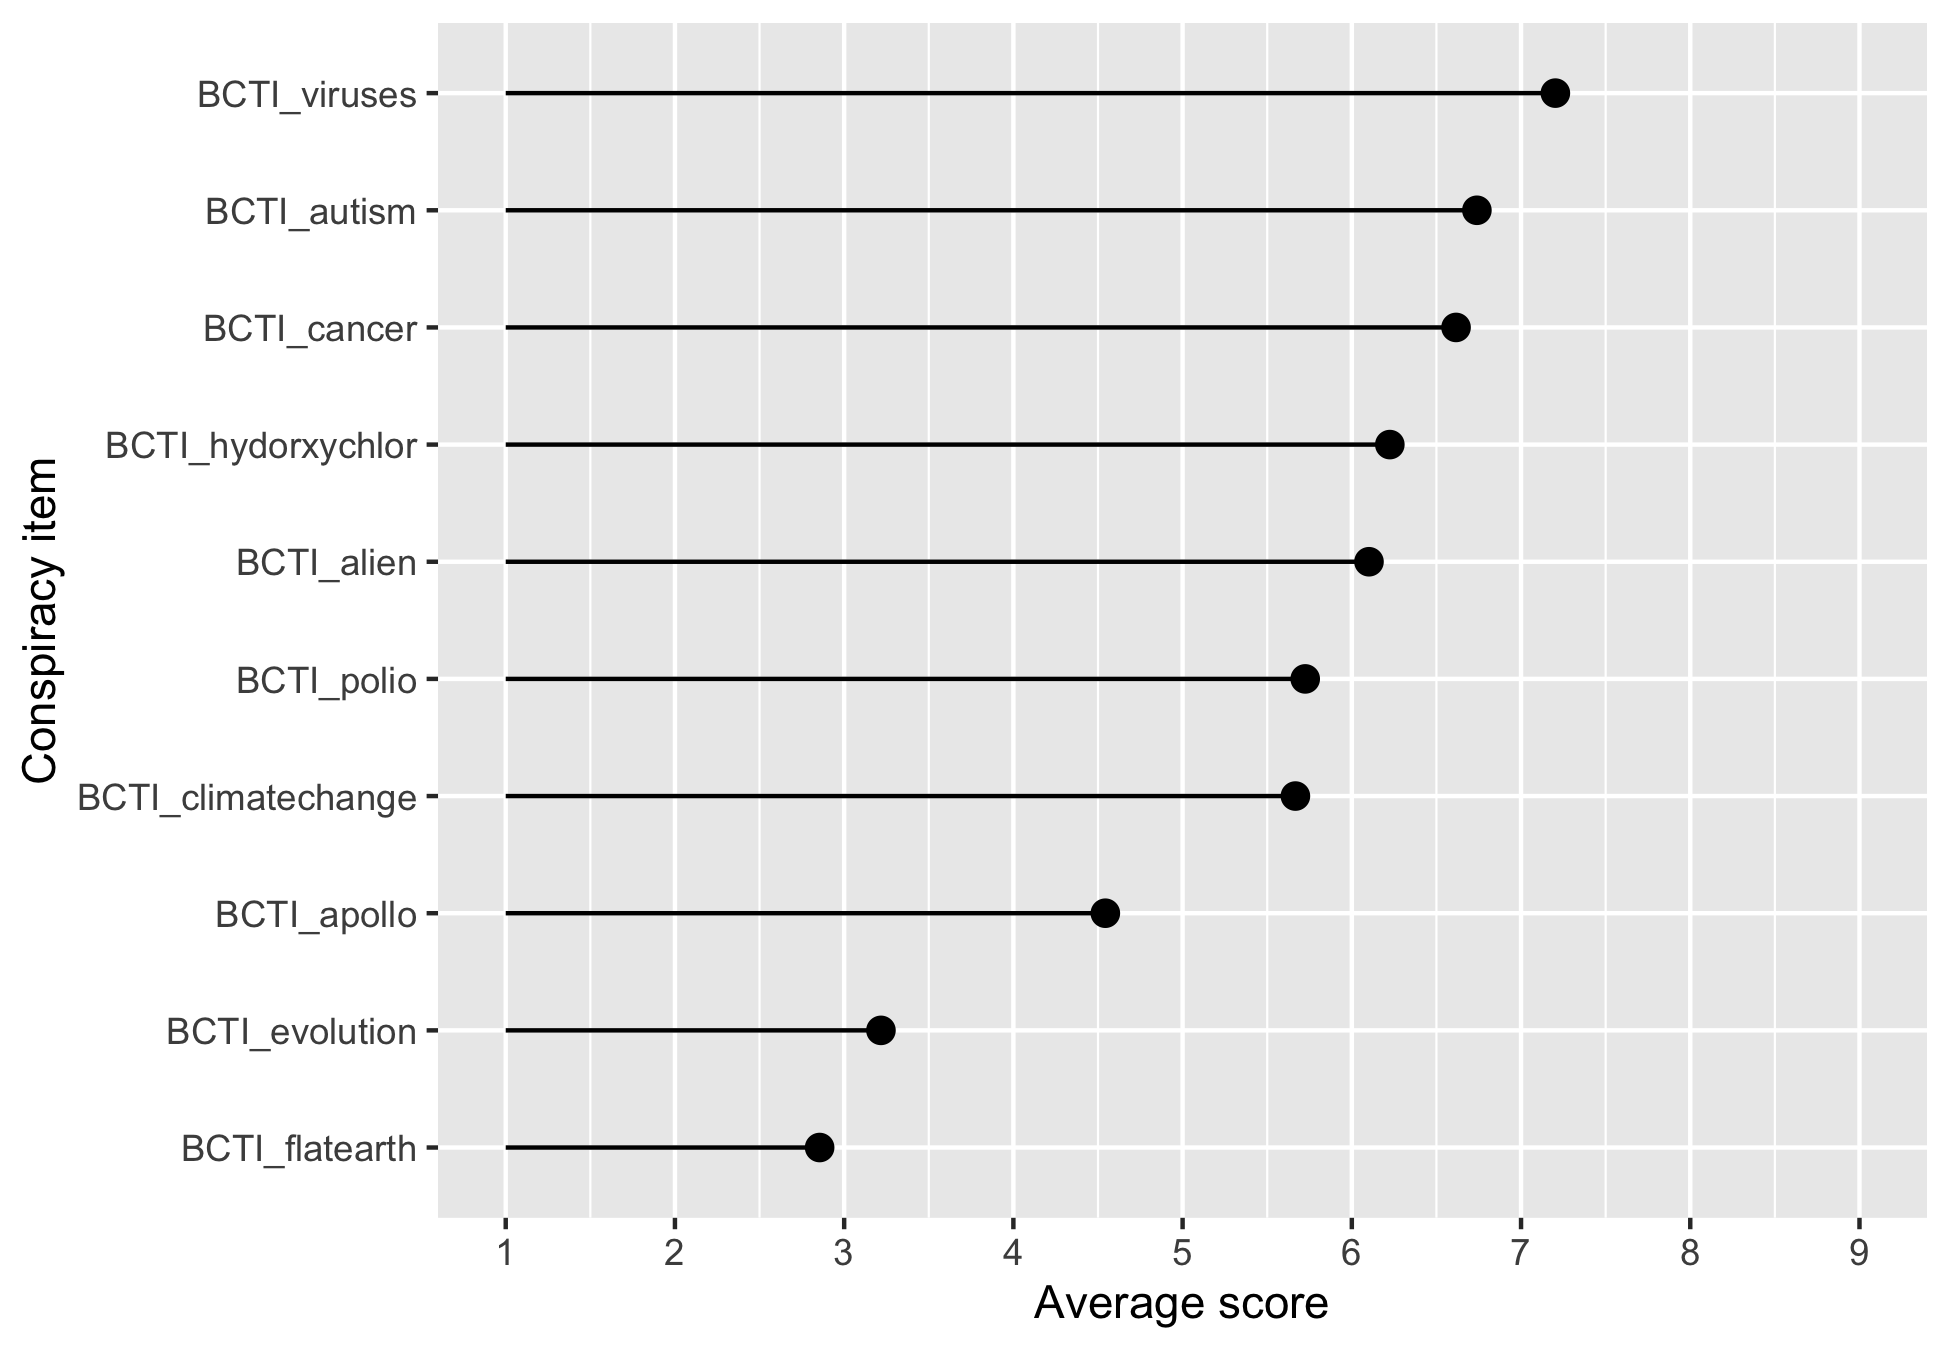 Conspiracy item
BCTI_viruses
BCTI_autism
BCTI_cancer
BCTI_hydorxychlor
BCTI_alien
BCTI_polio
BCTI_climatechange
BCTI_apollo
BCTI_evolution
BCTI_flatearth
1 2 3 4 5 6 7 8 9
Average score